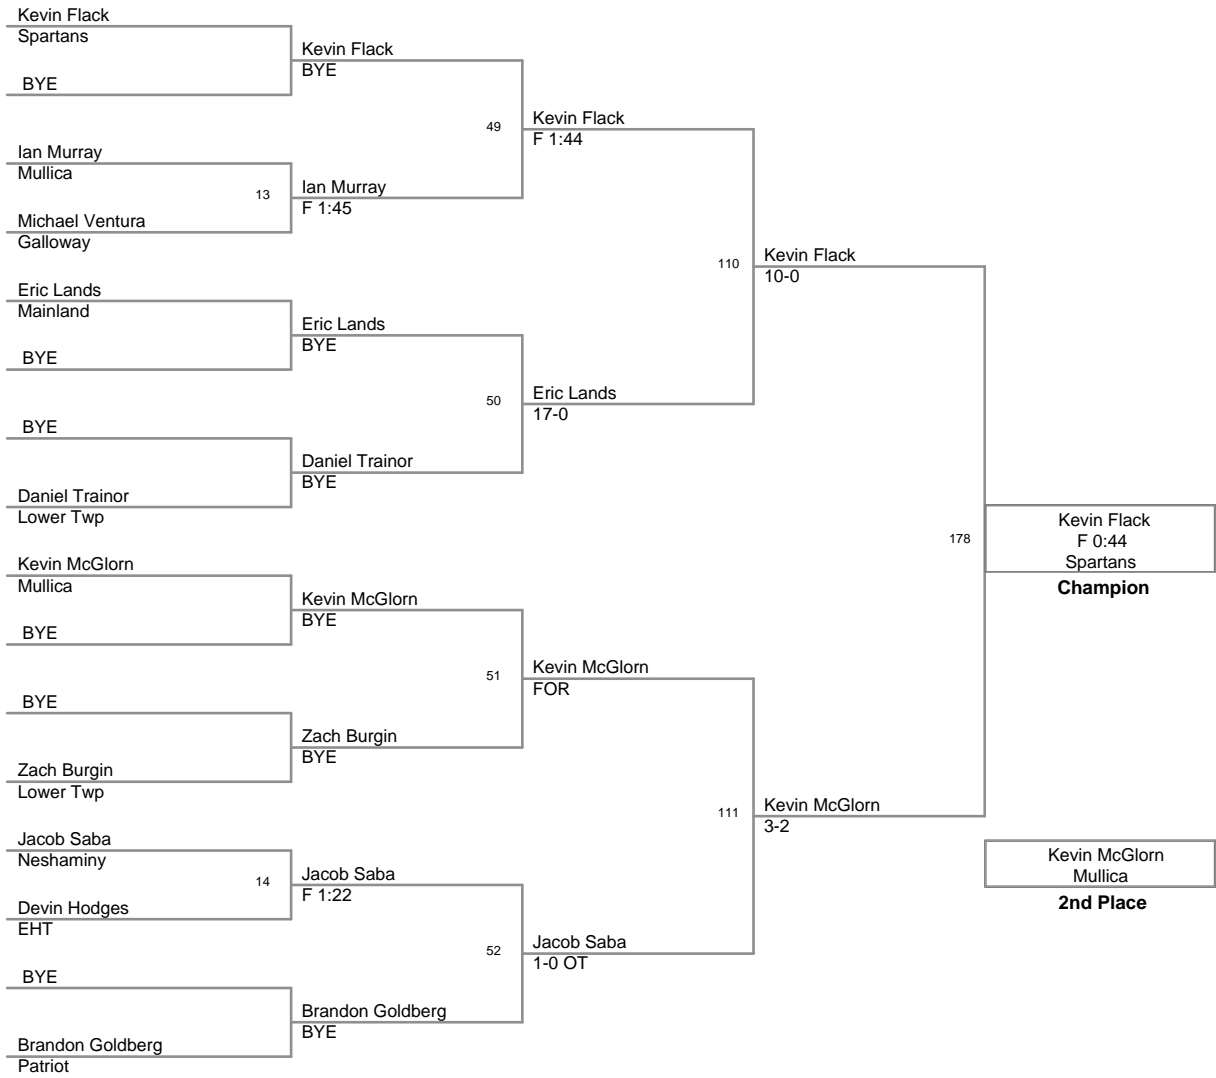 Kevin Flack
Spartans
BYE
Ian Murray
Mullica
13
Michael Ventura
Galloway
Eric Lands
Mainland
BYE
BYE
Daniel Trainor
Lower Twp
Kevin McGlorn
Mullica
BYE
BYE
Zach Burgin
Lower Twp
Jacob Saba
Neshaminy
14
Devin Hodges
EHT
BYE
Brandon Goldberg
Patriot
Kevin Flack
BYE
49
Ian Murray
F 1:45
Eric Lands
BYE
50
Daniel Trainor
BYE
Kevin McGlorn
BYE
51
Zach Burgin
BYE
Jacob Saba
F 1:22
52
Brandon Goldberg
BYE
Kevin Flack
F 1:44
110
Eric Lands
17-0
Kevin McGlorn
FOR
111
Jacob Saba
1-0 OT
Kevin Flack
10-0
178
Kevin McGlorn
3-2
Kevin Flack
F 0:44
Spartans
Champion
Kevin McGlorn
Mullica
2nd Place